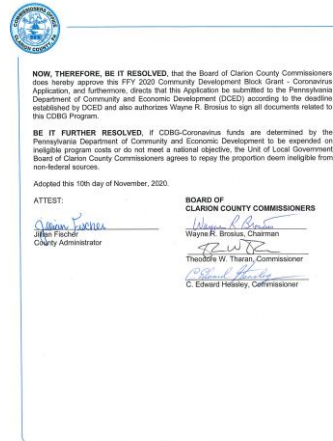 COMMISSIONERS OFFICE
CLARION COUNTY, PA
NOW, THEREFORE, BE IT RESOLVED, that the Board of Clarion County Commissioners
does hereby approve this FFY 2020 Community Development Block Grant - Coronavirus
Application, and furthermore, directs that this Application be submitted to the Pennsylvania
Department of Community and Economic Development (DCED) according to the deadline
established by DCED and also authorizes Wayne R. Brosius to sign all documents related to
this CDBG Program.
BE IT FURTHER RESOLVED, if CDBG-Coronavirus funds are determined by the
Pennsylvania Department of Community and Economic Development to be expended on
ineligible program costs or do not meet a national objective, the Unit of Local Government
Board of Clarion County Commissioners agrees to repay the proportion deem ineligible from
non-federal sources.
Adopted this 10th day of November, 2020.
ATTEST:
BOARD OF
CLARION COUNTY COMMISSIONERS
Jillian Fischer
Jillian Fischer
County Administrator
Wayne R. Brosius
Wayne R. Brosius, Chairman
Theodore W. Tharan, Commissioner
C. Edward Heasley
C. Edward Heasley, Commissioner